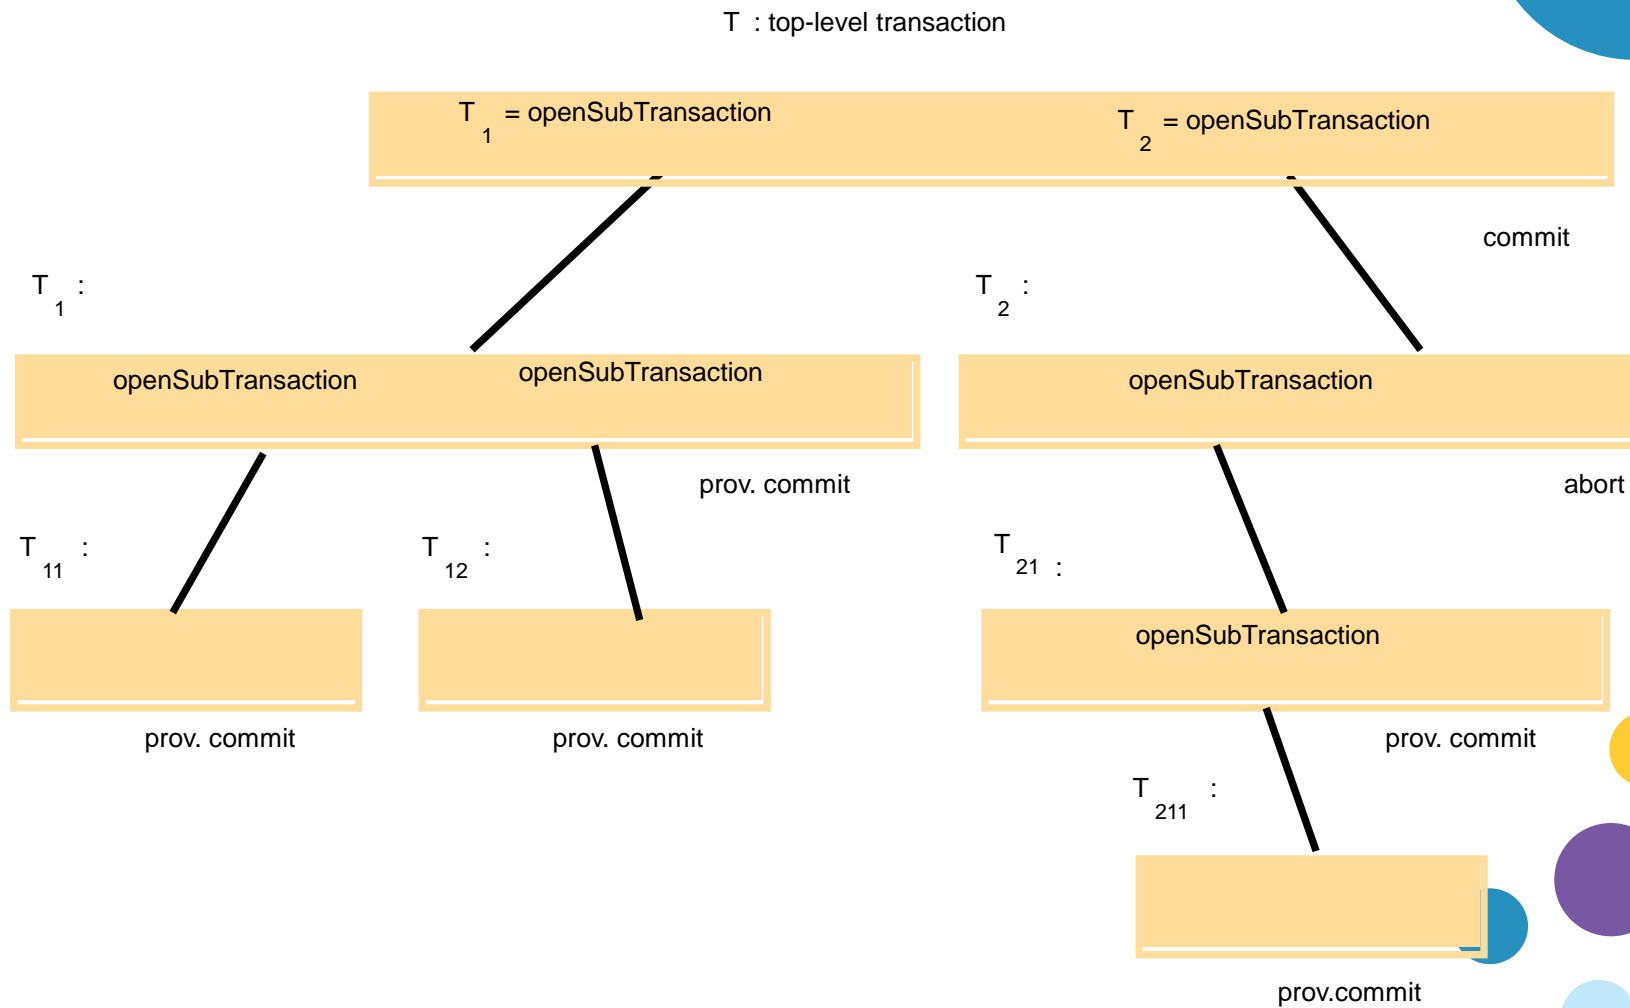 T : top-level transaction
T1 = openSubTransaction
T2 = openSubTransaction
commit
T1 :
T2 :
openSubTransaction
openSubTransaction
openSubTransaction
prov. commit
abort
T11 :
T12 :
T21 :
openSubTransaction
prov. commit
prov. commit
prov. commit
T211 :
prov.commit